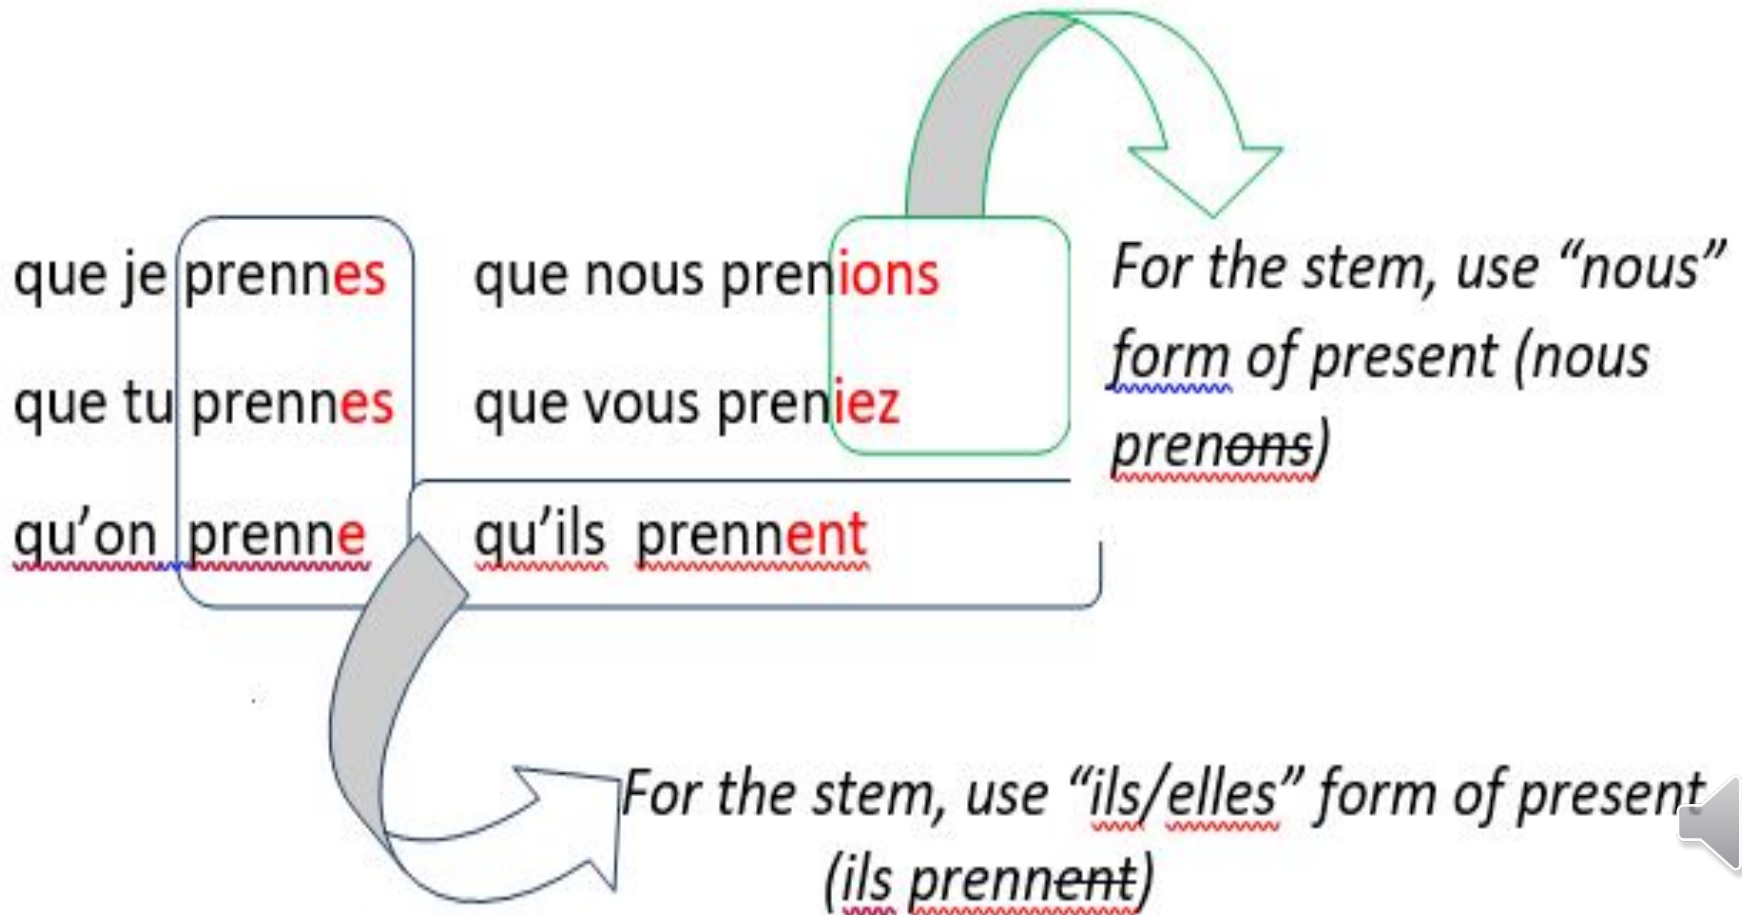 que je prennes que nous prenions
que tu prennes que vous preniez
qu’on prenne qu’ils prennent
For the stem, use “nous”
form of present (nous
prenons)
For the stem, use “ils/elles” form of present
(ils prennent)